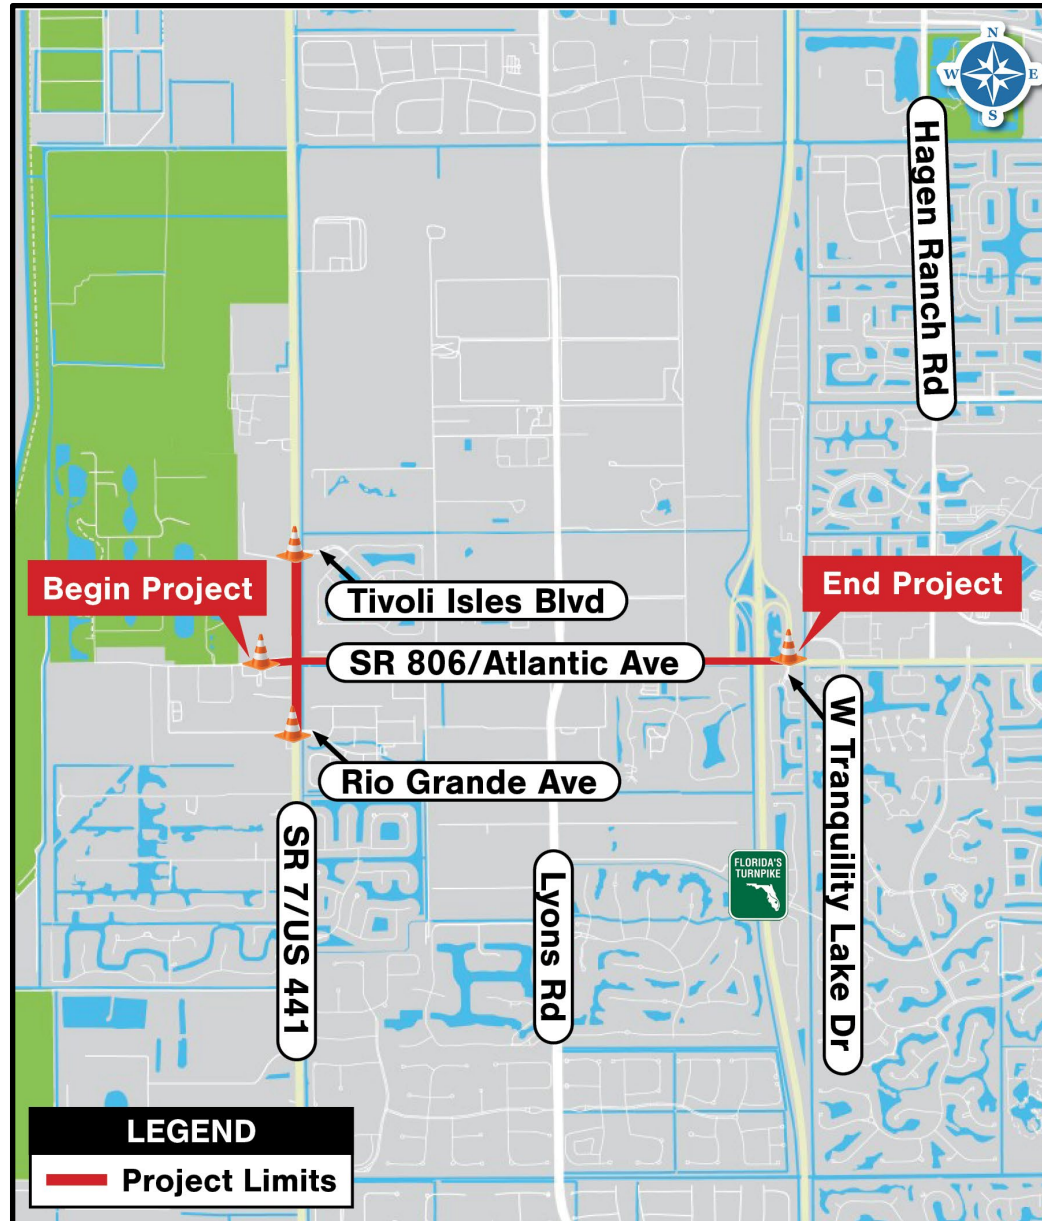 N
W
E
S
Hagen Ranch Rd
Begin Project
Tivoli Isles Blvd
End Project
SR 806/Atlantic Ave
Rio Grande Ave
W Tranquility Lake Dr
SR 7/US 441
Lyons Rd
FLORIDA'S
TURNPIKE
LEGEND
Project Limits